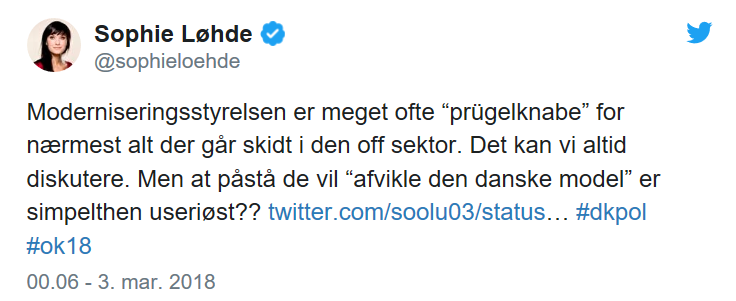 Sophie Løhde
@sophieloehde
Moderniseringsstyrelsen er meget ofte “prügelknabe” for
nærmest alt der går skidt i den off sektor. Det kan vi altid
diskutere. Men at påstå de vil “afvikle den danske model” er
simpelthen useriøst?? twitter.com/soolu03/status… #dkpol
#ok18
00.06 - 3. mar. 2018